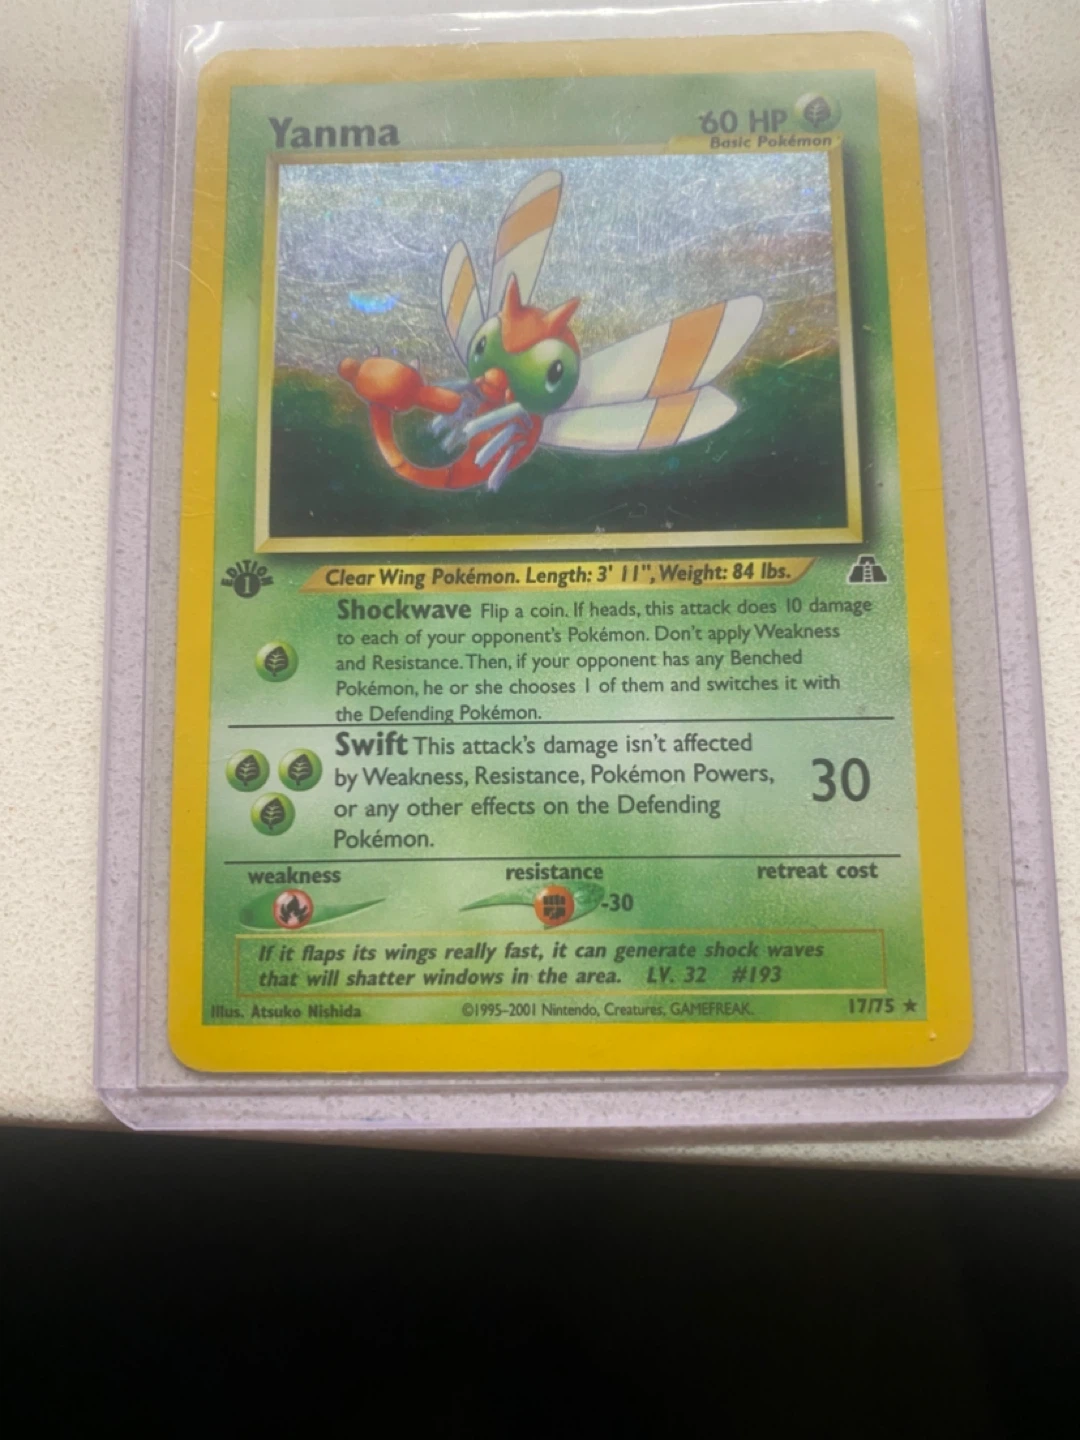 Yanma
60 HP
Basic Pokémon
EDITION
1
Clear Wing Pokémon. Length: 3' 11", Weight: 84 lbs.
Shockwave Flip a coin. If heads, this attack does 10 damage
to each of your opponent's Pokémon. Don't apply Weakness
and Resistance. Then, if your opponent has any Benched
Pokémon, he or she chooses 1 of them and switches it with
the Defending Pokémon.
Swift This attack's damage isn't affected
by Weakness, Resistance, Pokémon Powers,
or any other effects on the Defending
Pokémon.
30
weakness resistance retreat cost
-30
If it flaps its wings really fast, it can generate shock waves
that will shatter windows in the area. LV. 32 #193
Illus. Atsuko Nishida ©1995-2001 Nintendo, Creatures, GAMEFREAK. 17/75 ★